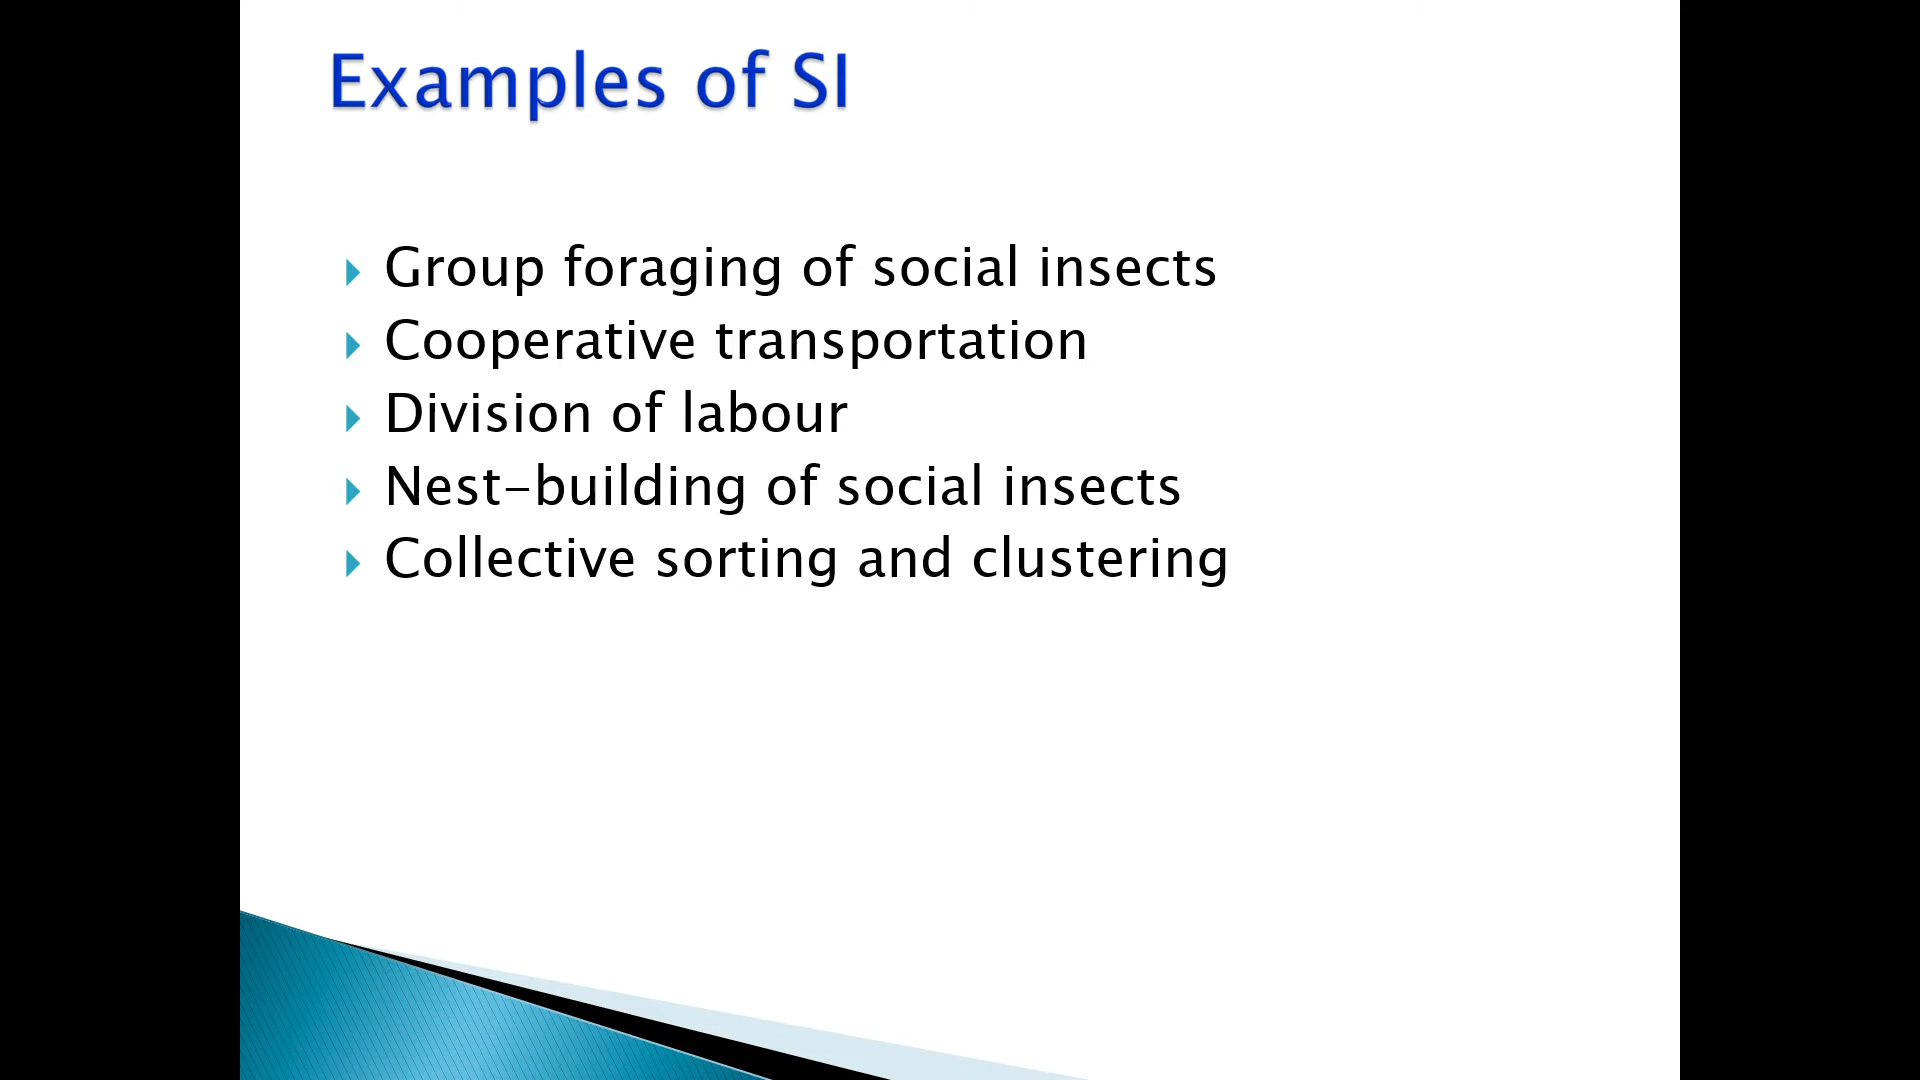 Examples of SI
Group foraging of social insects
Cooperative transportation
Division of labour
Nest-building of social insects
Collective sorting and clustering